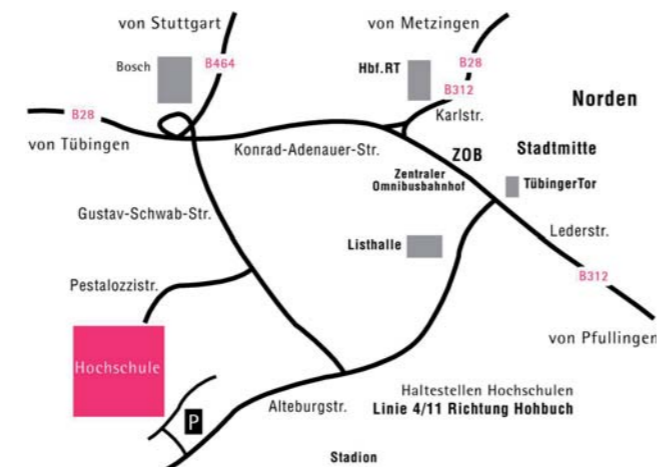 von Stuttgart
von Metzingen
Bosch
B464
Hbf.RT
B28
B312
Norden
B28
Karlstr.
von Tübingen
Konrad-Adenauer-Str.
ZOB
Stadtmitte
Zentraler
Omnibusbahnhof
TübingerTor
Gustav-Schwab-Str.
Listhalle
Lederstr.
B312
Pestalozzistr.
von Pfullingen
Hochschule
P
Alteburgstr.
Haltestellen Hochschulen
Linie 4/11 Richtung Hohbuch
Stadion